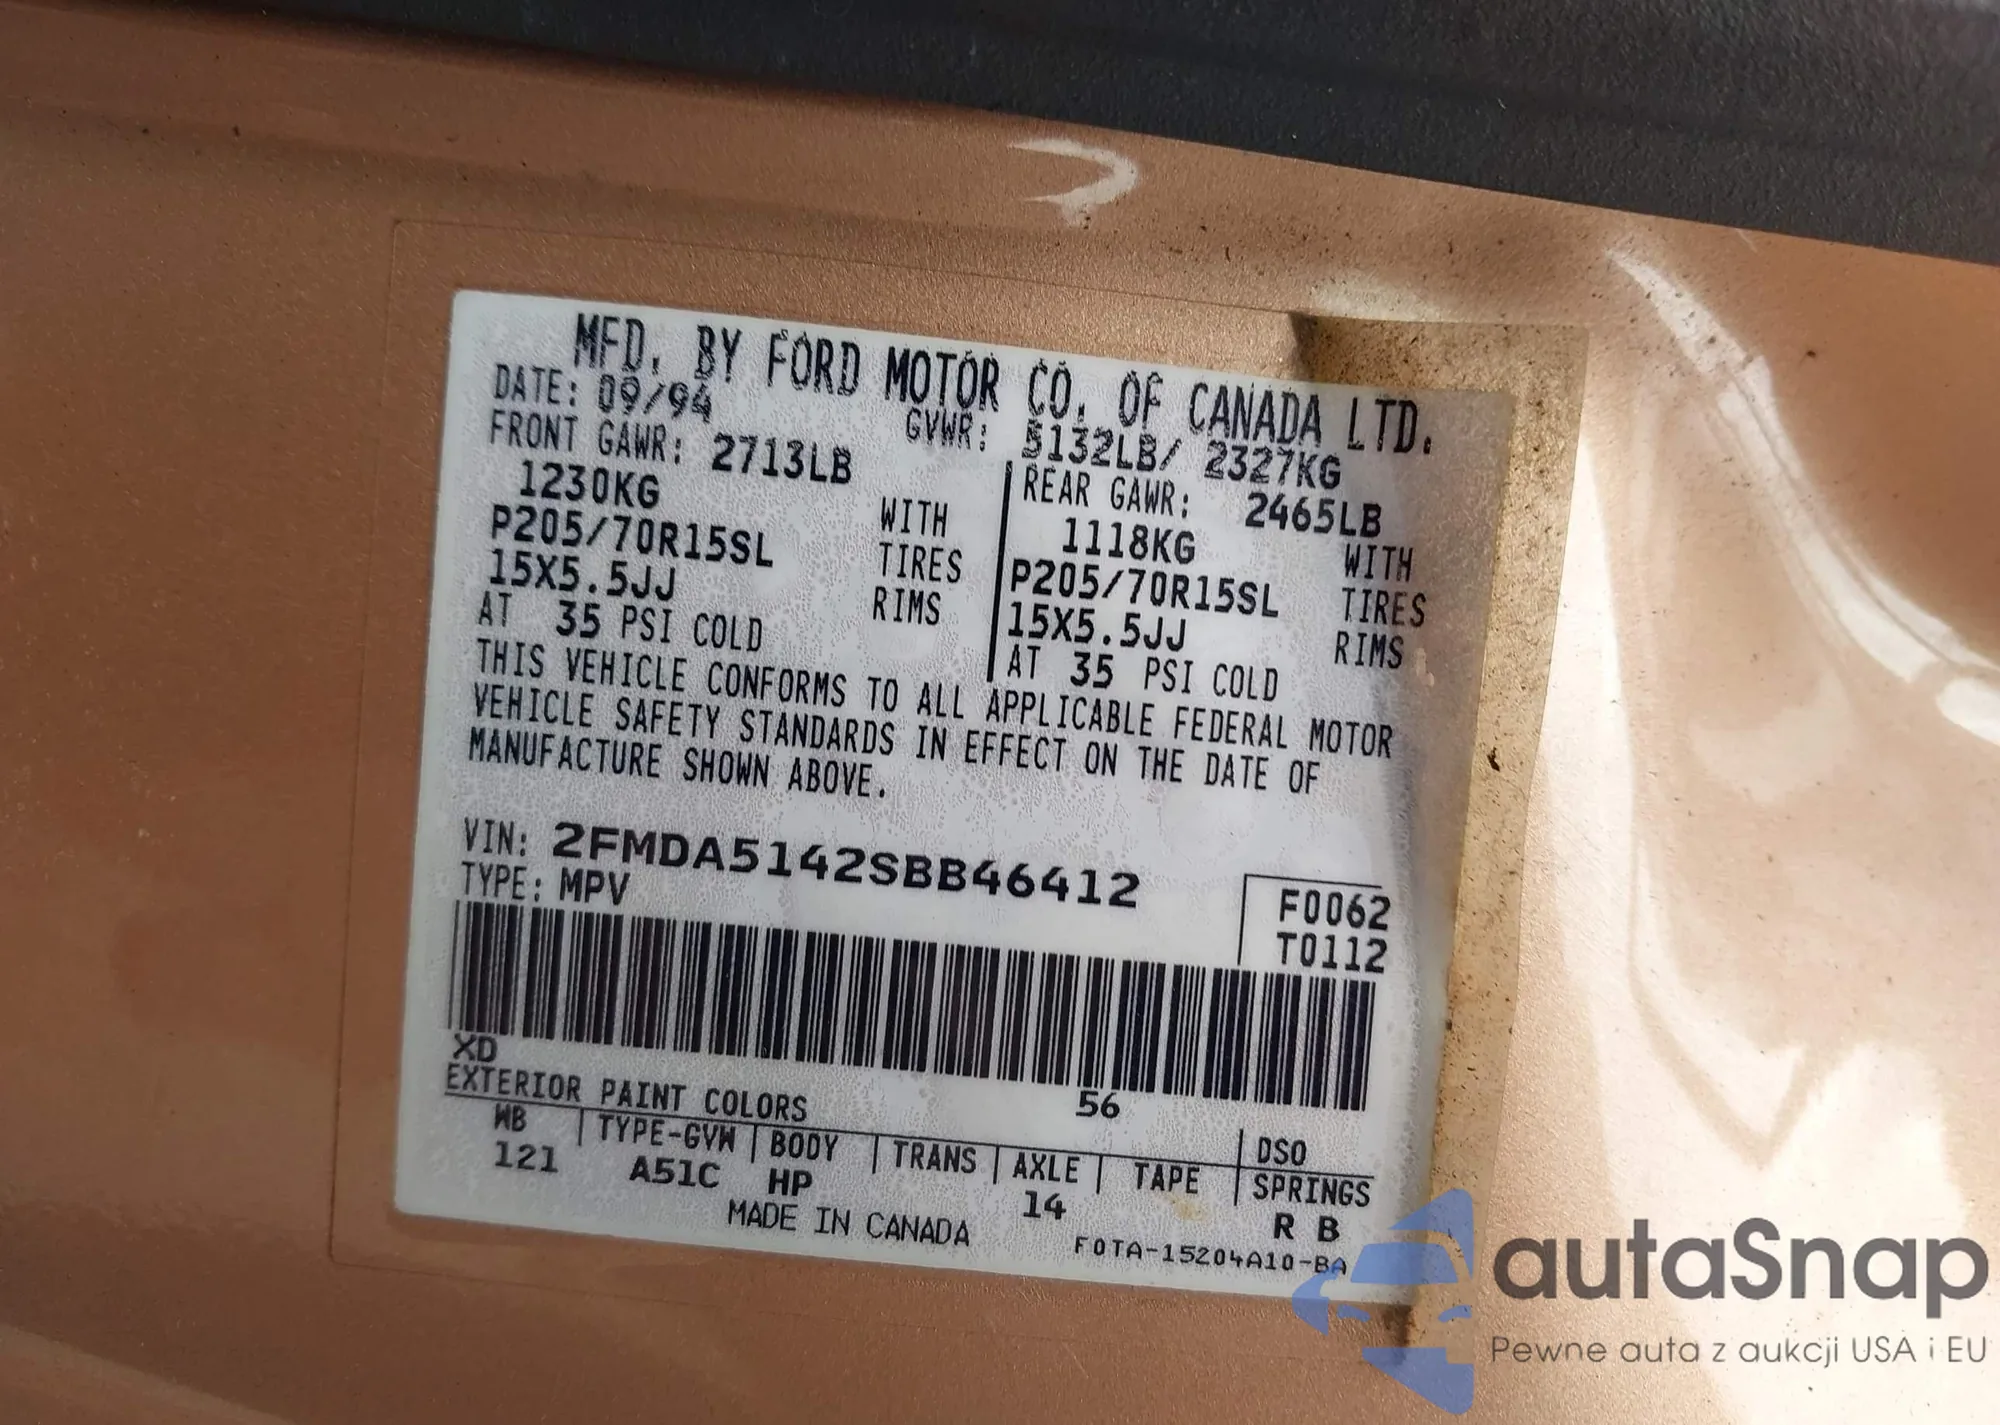 MFD. BY FORD MOTOR CO. OF CANADA LTD.
DATE: 09/94 GVWR: 5132LB/ 2327KG
FRONT GAWR: 2713LB REAR GAWR: 2465LB
1230KG WITH 1118KG WITH
P205/70R15SL TIRES P205/70R15SL TIRES
15X5.5JJ RIMS 15X5.5JJ RIMS
AT 35 PSI COLD AT 35 PSI COLD
THIS VEHICLE CONFORMS TO ALL APPLICABLE FEDERAL MOTOR
VEHICLE SAFETY STANDARDS IN EFFECT ON THE DATE OF
MANUFACTURE SHOWN ABOVE.
VIN: 2FMDA5142SBB46412
TYPE: MPV
F0062
T0112
XD
EXTERIOR PAINT COLORS 56 DSO
WB TYPE-GVW BODY TRANS AXLE TAPE SPRINGS
121 A51C HP 14 R B
MADE IN CANADA
F0TA-15204A10-BA
autaSnap
Pewne auta z aukcji USA i EU